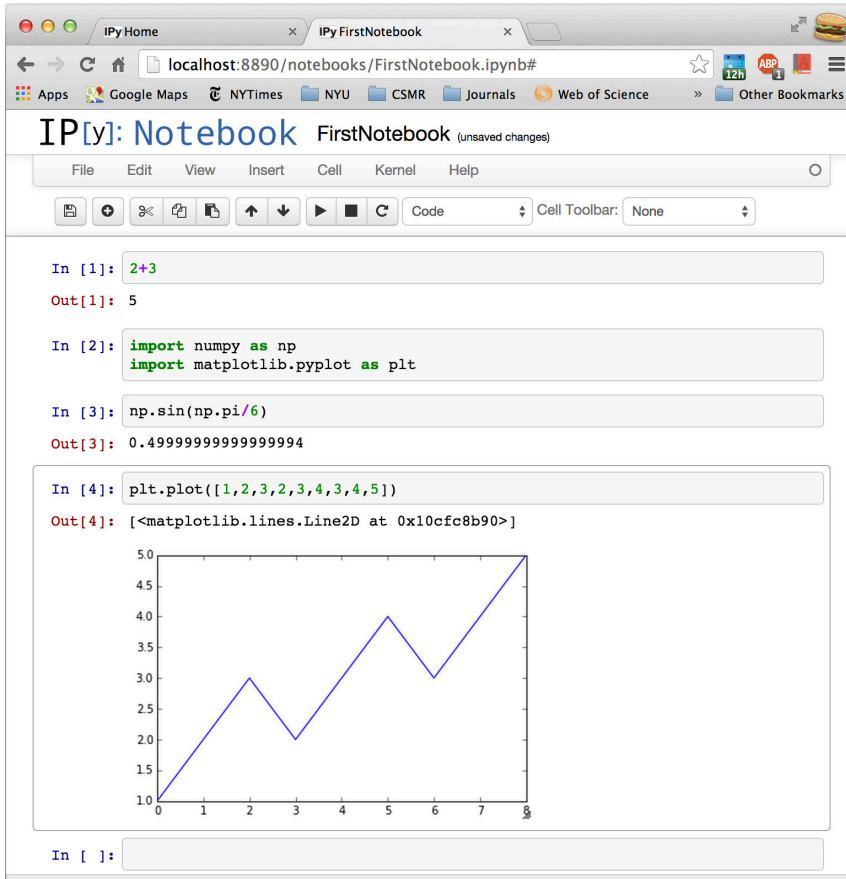 IPy Home × IPy FirstNotebook ×
localhost:8890/notebooks/FirstNotebook.ipynb#
12h ABP 1
Apps Google Maps NYTimes NYU CSMR Journals Web of Science » Other Bookmarks
IP[y]: Notebook FirstNotebook (unsaved changes)
File Edit View Insert Cell Kernel Help
Code Cell Toolbar: None
In [1]: 2+3
Out[1]: 5
In [2]: import numpy as np
import matplotlib.pyplot as plt
In [3]: np.sin(np.pi/6)
Out[3]: 0.49999999999999994
In [4]: plt.plot([1,2,3,2,3,4,3,4,5])
Out[4]: [<matplotlib.lines.Line2D at 0x10cfc8b90>]
5.0
4.5
4.0
3.5
3.0
2.5
2.0
1.5
1.0
0 1 2 3 4 5 6 7 8
In [ ]: